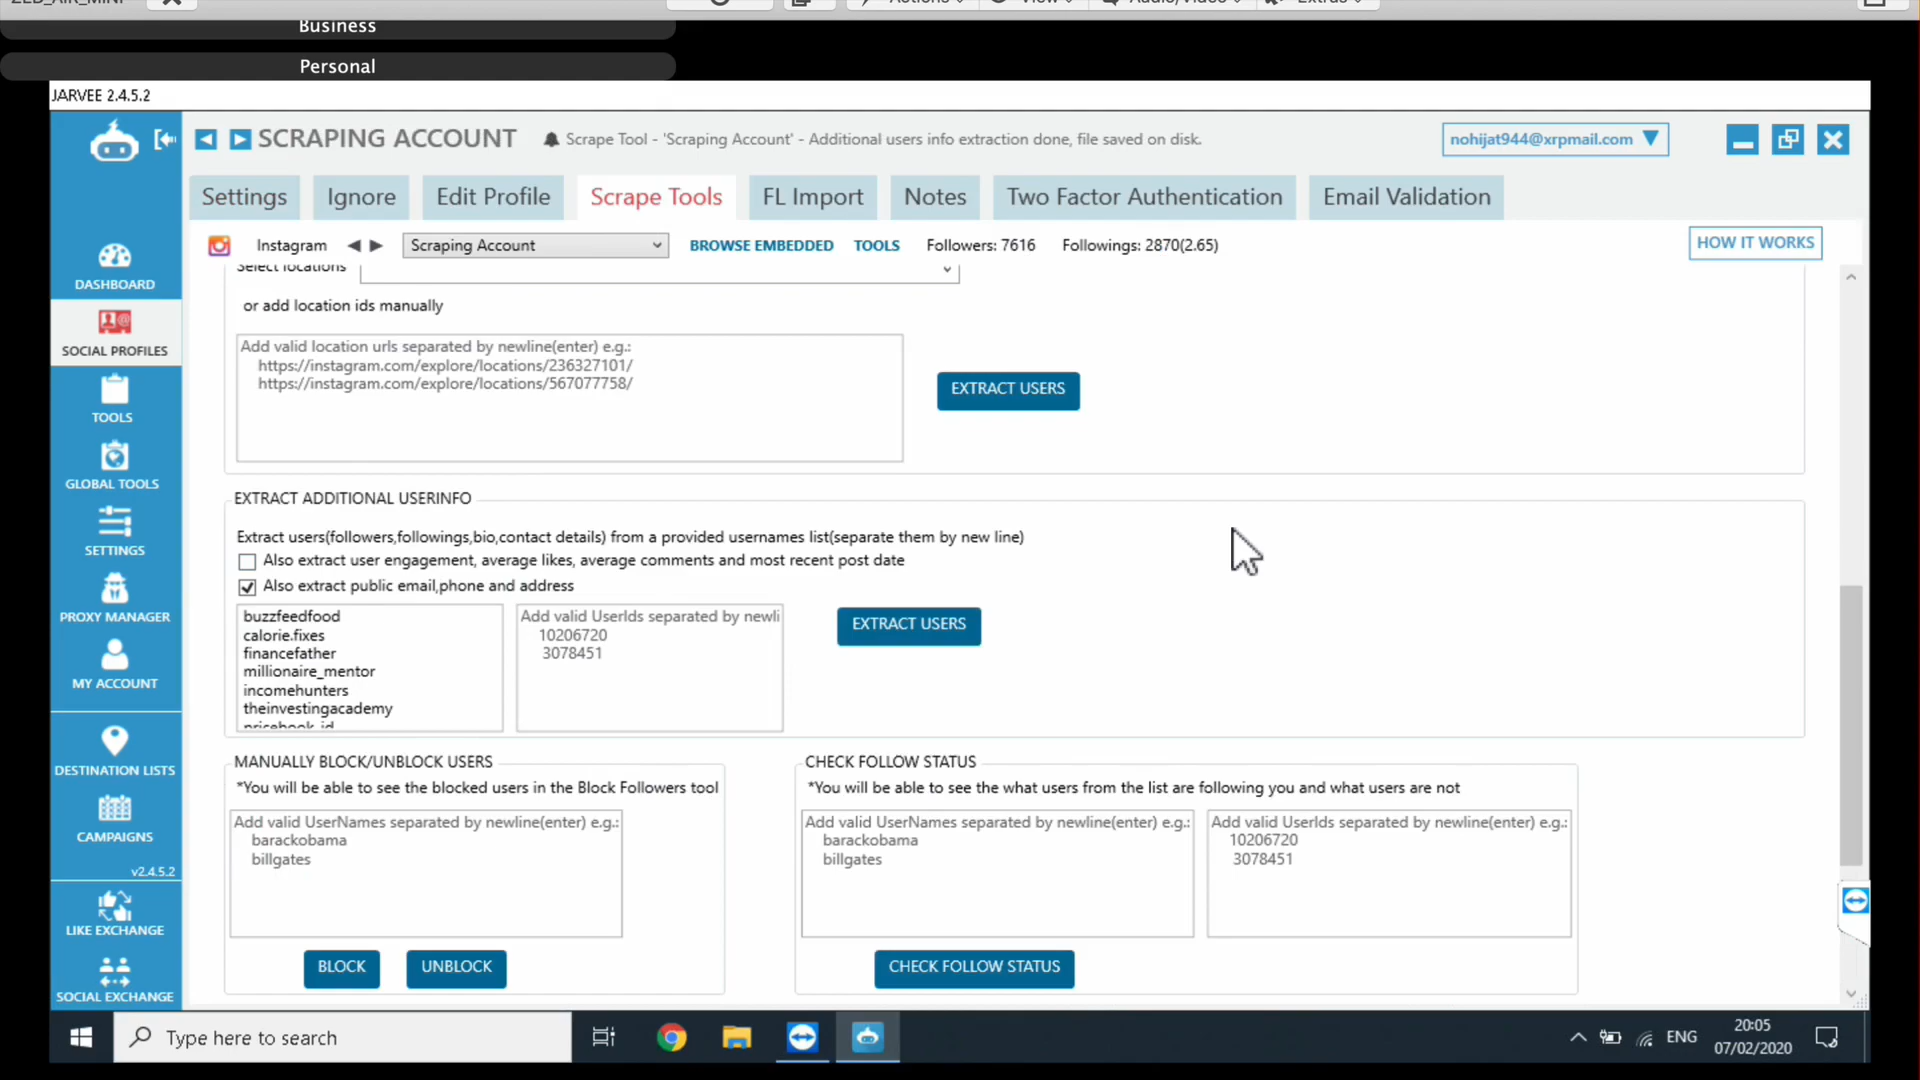 Business
Personal
JARVEE 2.4.5.2
SCRAPING ACCOUNT
Scrape Tool - 'Scraping Account' - Additional users info extraction done, file saved on disk.
nohijat944@xrpmail.com
Settings
Ignore
Edit Profile
Scrape Tools
FL Import
Notes
Two Factor Authentication
Email Validation
Instagram
Scraping Account
BROWSE EMBEDDED
TOOLS
Followers: 7616
Followings: 2870(2.65)
HOW IT WORKS
DASHBOARD
SOCIAL PROFILES
TOOLS
GLOBAL TOOLS
SETTINGS
PROXY MANAGER
MY ACCOUNT
DESTINATION LISTS
CAMPAIGNS
v2.4.5.2
LIKE EXCHANGE
SOCIAL EXCHANGE
Select locations
or add location ids manually
Add valid location urls separated by newline(enter) e.g.:
https://instagram.com/explore/locations/236327101/
https://instagram.com/explore/locations/567077758/
EXTRACT USERS
EXTRACT ADDITIONAL USERINFO
Extract users(followers,followings,bio,contact details) from a provided usernames list(separate them by new line)
Also extract user engagement, average likes, average comments and most recent post date
Also extract public email,phone and address
buzzfeedfood
calorie.fixes
financefather
millionaire_mentor
incomehunters
theinvestingacademy
pricebook_id
Add valid UserIds separated by newli
10206720
3078451
EXTRACT USERS
MANUALLY BLOCK/UNBLOCK USERS
*You will be able to see the blocked users in the Block Followers tool
Add valid UserNames separated by newline(enter) e.g.:
barackobama
billgates
BLOCK
UNBLOCK
CHECK FOLLOW STATUS
*You will be able to see the what users from the list are following you and what users are not
Add valid UserNames separated by newline(enter) e.g.:
barackobama
billgates
Add valid UserIds separated by newline(enter) e.g.:
10206720
3078451
CHECK FOLLOW STATUS
Type here to search
ENG
20:05
07/02/2020